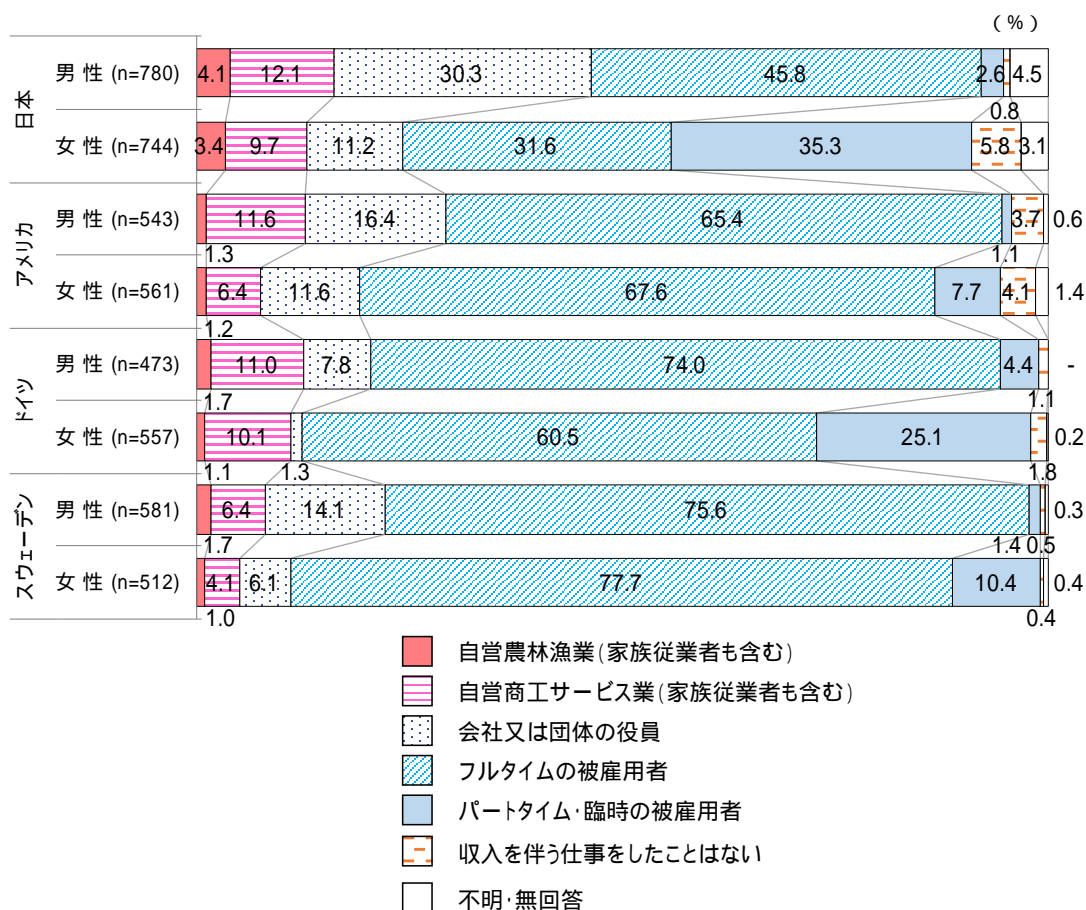 (％)
日本
男性 (n=780) 4.1 12.1 30.3 45.8 2.6 4.5
0.8
女性 (n=744) 3.4 9.7 11.2 31.6 35.3 5.8 3.1
アメリカ
男性 (n=543) 11.6 16.4 65.4 3.7 0.6
1.3 1.1
女性 (n=561) 6.4 11.6 67.6 7.7 4.1 1.4
1.2
ドイツ
男性 (n=473) 11.0 7.8 74.0 4.4 -
1.7 1.1
女性 (n=557) 10.1 60.5 25.1 0.2
1.1 1.3 1.8
スウェーデン
男性 (n=581) 6.4 14.1 75.6 0.3
1.7 1.4 0.5
女性 (n=512) 4.1 6.1 77.7 10.4 0.4
1.0 0.4
自営農林漁業(家族従業者も含む)
自営商工サービス業(家族従業者も含む)
会社又は団体の役員
フルタイムの被雇用者
パートタイム･臨時の被雇用者
収入を伴う仕事をしたことはない
不明･無回答